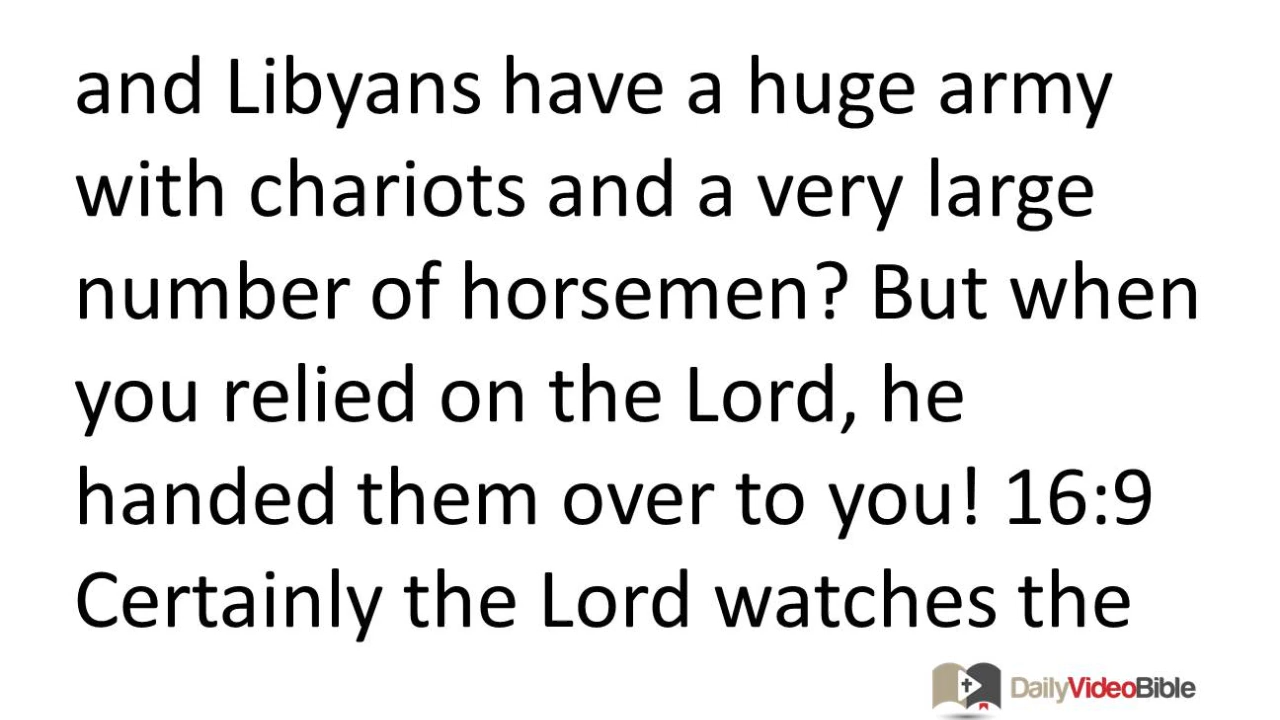 and Libyans have a huge army
with chariots and a very large
number of horsemen? But when
you relied on the Lord, he
handed them over to you! 16:9
Certainly the Lord watches the
DailyVideoBible